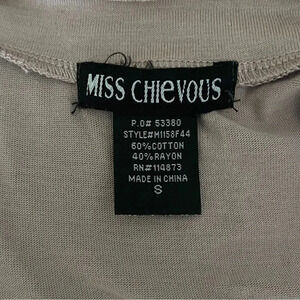 MISS CHIEVOUS
P.O# 53380
STYLE#M1158F44
60%COTTON
40%RAYON
RN#114873
MADE IN CHINA
S